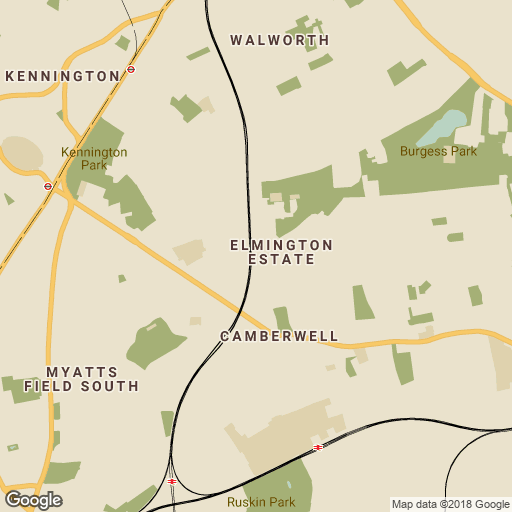 WALWORTH
KENNINGTON
Kennington
Park
Burgess Park
ELMINGTON
ESTATE
CAMBERWELL
MYATTS
FIELD SOUTH
Ruskin Park
Google
Map data ©2018 Google